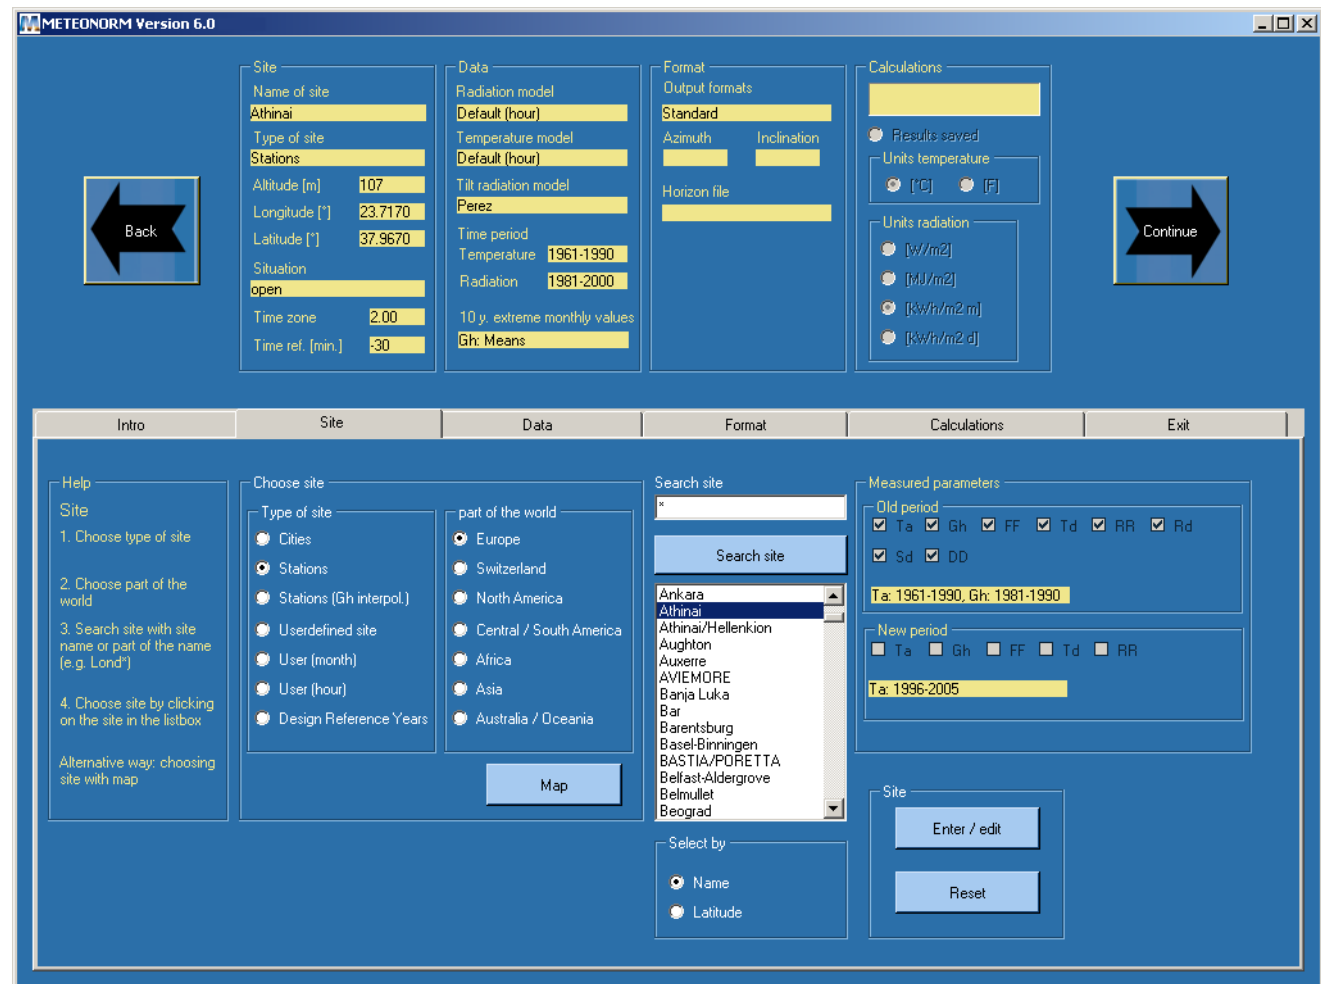 METEONORM Version 6.0
Site
Name of site
Athinai
Type of site
Stations
Altitude [m] 107
Longitude [°] 23.7170
Latitude [°] 37.9670
Situation
open
Time zone 2.00
Time ref. [min.] -30
Data
Radiation model
Default (hour)
Temperature model
Default (hour)
Tilt radiation model
Perez
Time period
Temperature 1961-1990
Radiation 1981-2000
10 y. extreme monthly values
Gh: Means
Format
Output formats
Standard
Azimuth Inclination
Horizon file
Calculations
Results saved
Units temperature
[°C] [F]
Units radiation
[W/m2]
[MJ/m2]
[kWh/m2 m]
[kWh/m2 d]
Back
Continue
Intro Site Data Format Calculations Exit
Help
Site
1. Choose type of site
2. Choose part of the
world
3. Search site with site
name or part of the name
(e.g. Lond*)
4. Choose site by clicking
on the site in the listbox
Alternative way: choosing
site with map
Choose site
Type of site
Cities
Stations
Stations (Gh interpol.)
Userdefined site
User (month)
User (hour)
Design Reference Years
part of the world
Europe
Switzerland
North America
Central / South America
Africa
Asia
Australia / Oceania
Map
Search site
*
Search site
Ankara
Athinai
Athinai/Hellenkion
Aughton
Auxerre
AVIEMORE
Banja Luka
Bar
Barentsburg
Basel-Binningen
BASTIA/PORETTA
Belfast-Aldergrove
Belmullet
Beograd
Select by
Name
Latitude
Measured parameters
Old period
Ta Gh FF Td RR Rd
Sd DD
Ta: 1961-1990, Gh: 1981-1990
New period
Ta Gh FF Td RR
Ta: 1996-2005
Site
Enter / edit
Reset